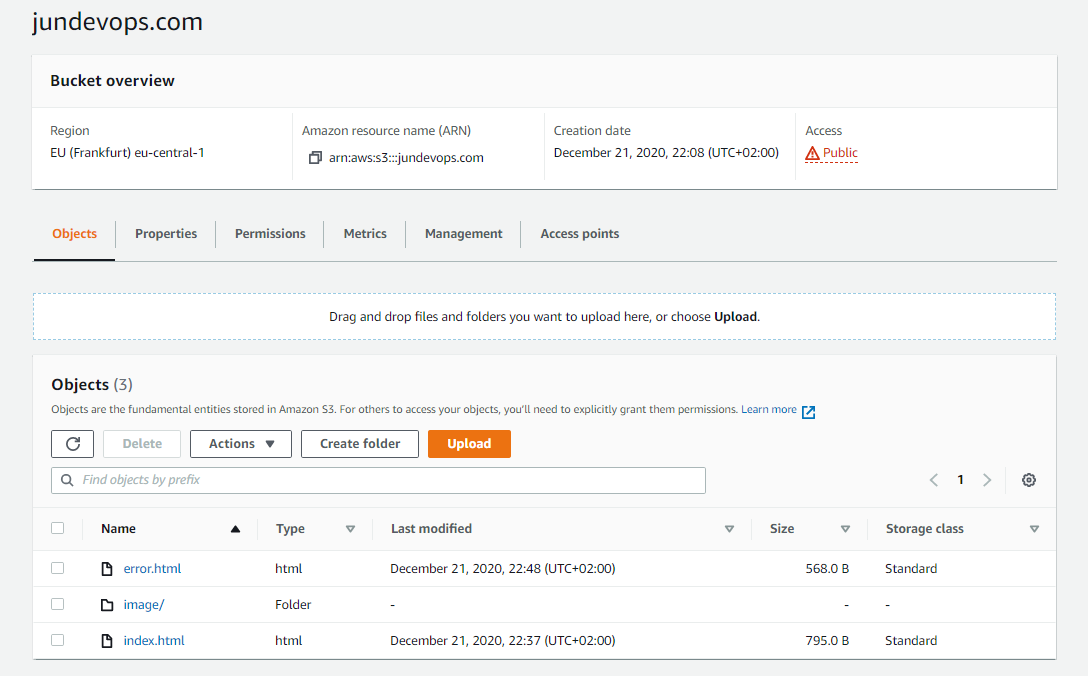 jundevops.com
Bucket overview
Region Amazon resource name (ARN) Creation date Access
EU (Frankfurt) eu-central-1 arn:aws:s3:::jundevops.com December 21, 2020, 22:08 (UTC+02:00) Public
Objects Properties Permissions Metrics Management Access points
Drag and drop files and folders you want to upload here, or choose Upload.
Objects (3)
Objects are the fundamental entities stored in Amazon S3. For others to access your objects, you'll need to explicitly grant them permissions. Learn more
Delete Actions Create folder Upload
Find objects by prefix 1
Name Type Last modified Size Storage class
error.html html December 21, 2020, 22:48 (UTC+02:00) 568.0 B Standard
image/ Folder - - -
index.html html December 21, 2020, 22:37 (UTC+02:00) 795.0 B Standard